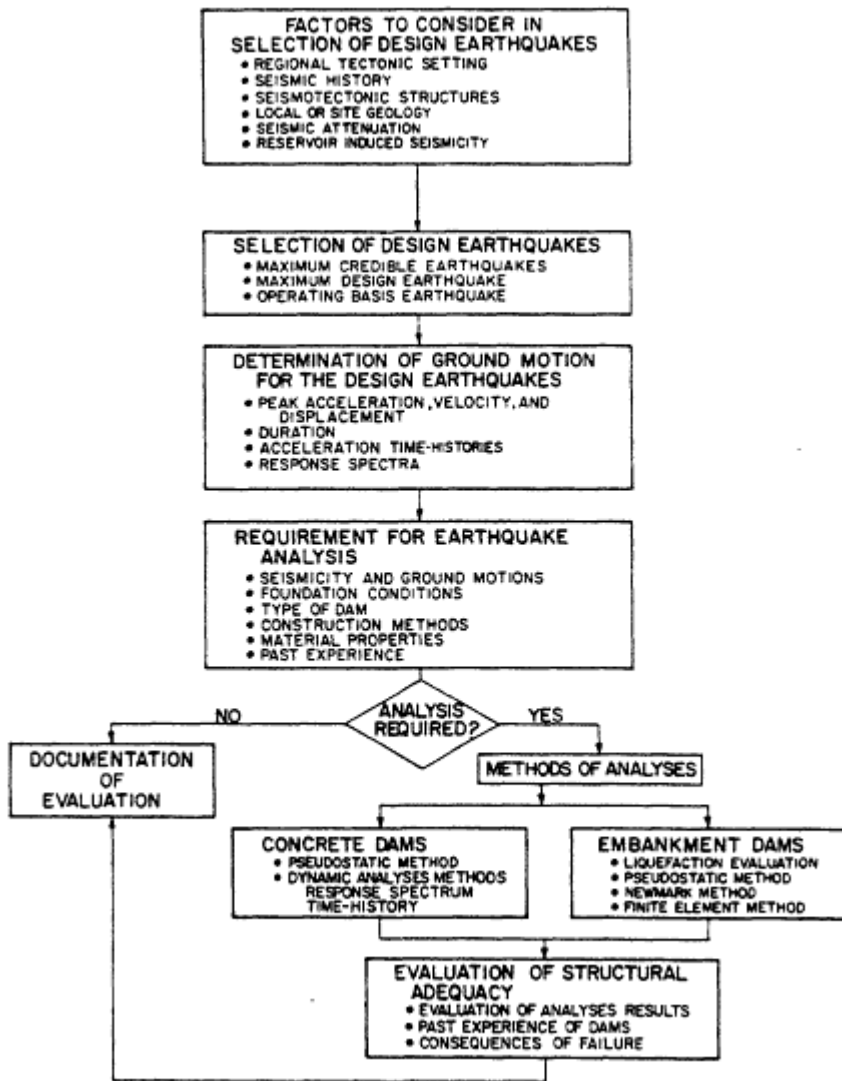 FACTORS TO CONSIDER IN
SELECTION OF DESIGN EARTHQUAKES
• REGIONAL TECTONIC SETTING
• SEISMIC HISTORY
• SEISMOTECTONIC STRUCTURES
• LOCAL OR SITE GEOLOGY
• SEISMIC ATTENUATION
• RESERVOIR INDUCED SEISMICITY
SELECTION OF DESIGN EARTHQUAKES
• MAXIMUM CREDIBLE EARTHQUAKES
• MAXIMUM DESIGN EARTHQUAKE
• OPERATING BASIS EARTHQUAKE
DETERMINATION OF GROUND MOTION
FOR THE DESIGN EARTHQUAKES
• PEAK ACCELERATION, VELOCITY, AND
DISPLACEMENT
• DURATION
• ACCELERATION TIME-HISTORIES
• RESPONSE SPECTRA
REQUIREMENT FOR EARTHQUAKE
ANALYSIS
• SEISMICITY AND GROUND MOTIONS
• FOUNDATION CONDITIONS
• TYPE OF DAM
• CONSTRUCTION METHODS
• MATERIAL PROPERTIES
• PAST EXPERIENCE
ANALYSIS
REQUIRED?
NO
YES
DOCUMENTATION
OF
EVALUATION
METHODS OF ANALYSES
CONCRETE DAMS
• PSEUDOSTATIC METHOD
• DYNAMIC ANALYSES METHODS
RESPONSE SPECTRUM
TIME-HISTORY
EMBANKMENT DAMS
• LIQUEFACTION EVALUATION
• PSEUDOSTATIC METHOD
• NEWMARK METHOD
• FINITE ELEMENT METHOD
EVALUATION OF STRUCTURAL
ADEQUACY
• EVALUATION OF ANALYSES RESULTS
• PAST EXPERIENCE OF DAMS
• CONSEQUENCES OF FAILURE